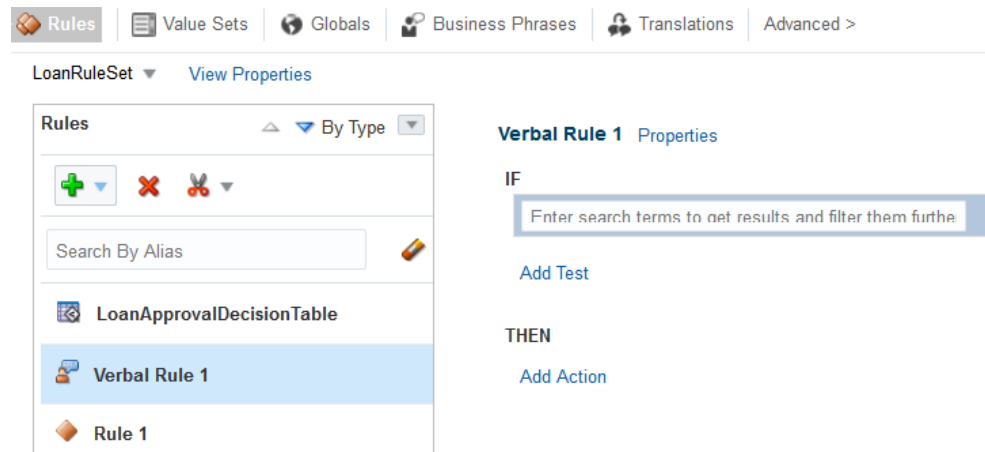 Rules Value Sets Globals Business Phrases Translations Advanced >
LoanRuleSet View Properties
Rules By Type
Search By Alias
LoanApprovalDecisionTable
Verbal Rule 1
Rule 1
Verbal Rule 1 Properties
IF
Enter search terms to get results and filter them furthe
Add Test
THEN
Add Action